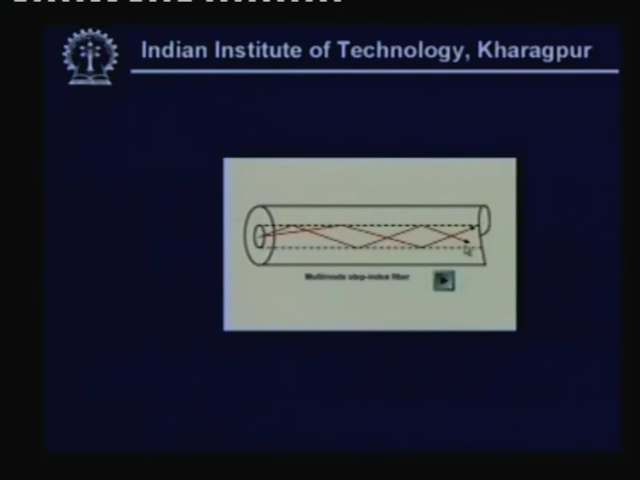 Indian Institute of Technology, Kharagpur
Multimode step-index fiber